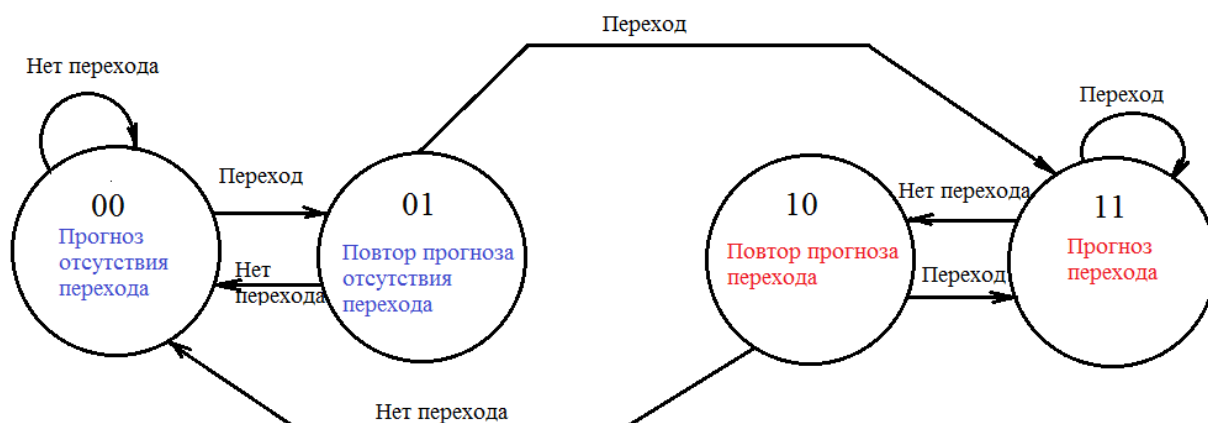 Переход
Нет перехода
Переход
Переход
Нет перехода
00
01
10
11
Прогноз
отсутствия
перехода
Повтор прогноза
отсутствия
перехода
Повтор прогноза
перехода
Прогноз
перехода
Нет
перехода
Переход
Нет перехода